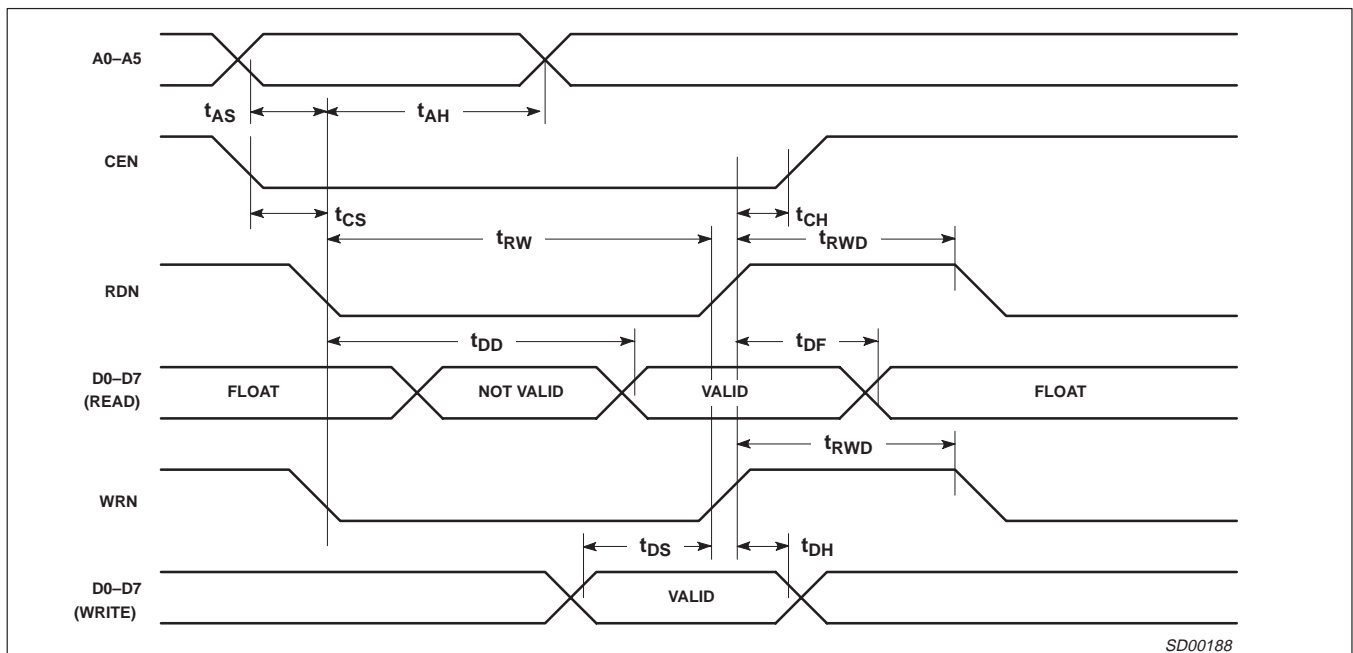 A0–A5
tAS
tAH
CEN
tCS
tCH
tRW
tRWD
RDN
tDD
tDF
D0–D7
(READ)
FLOAT
NOT VALID
VALID
FLOAT
tRWD
WRN
tDS
tDH
D0–D7
(WRITE)
VALID
SD00188